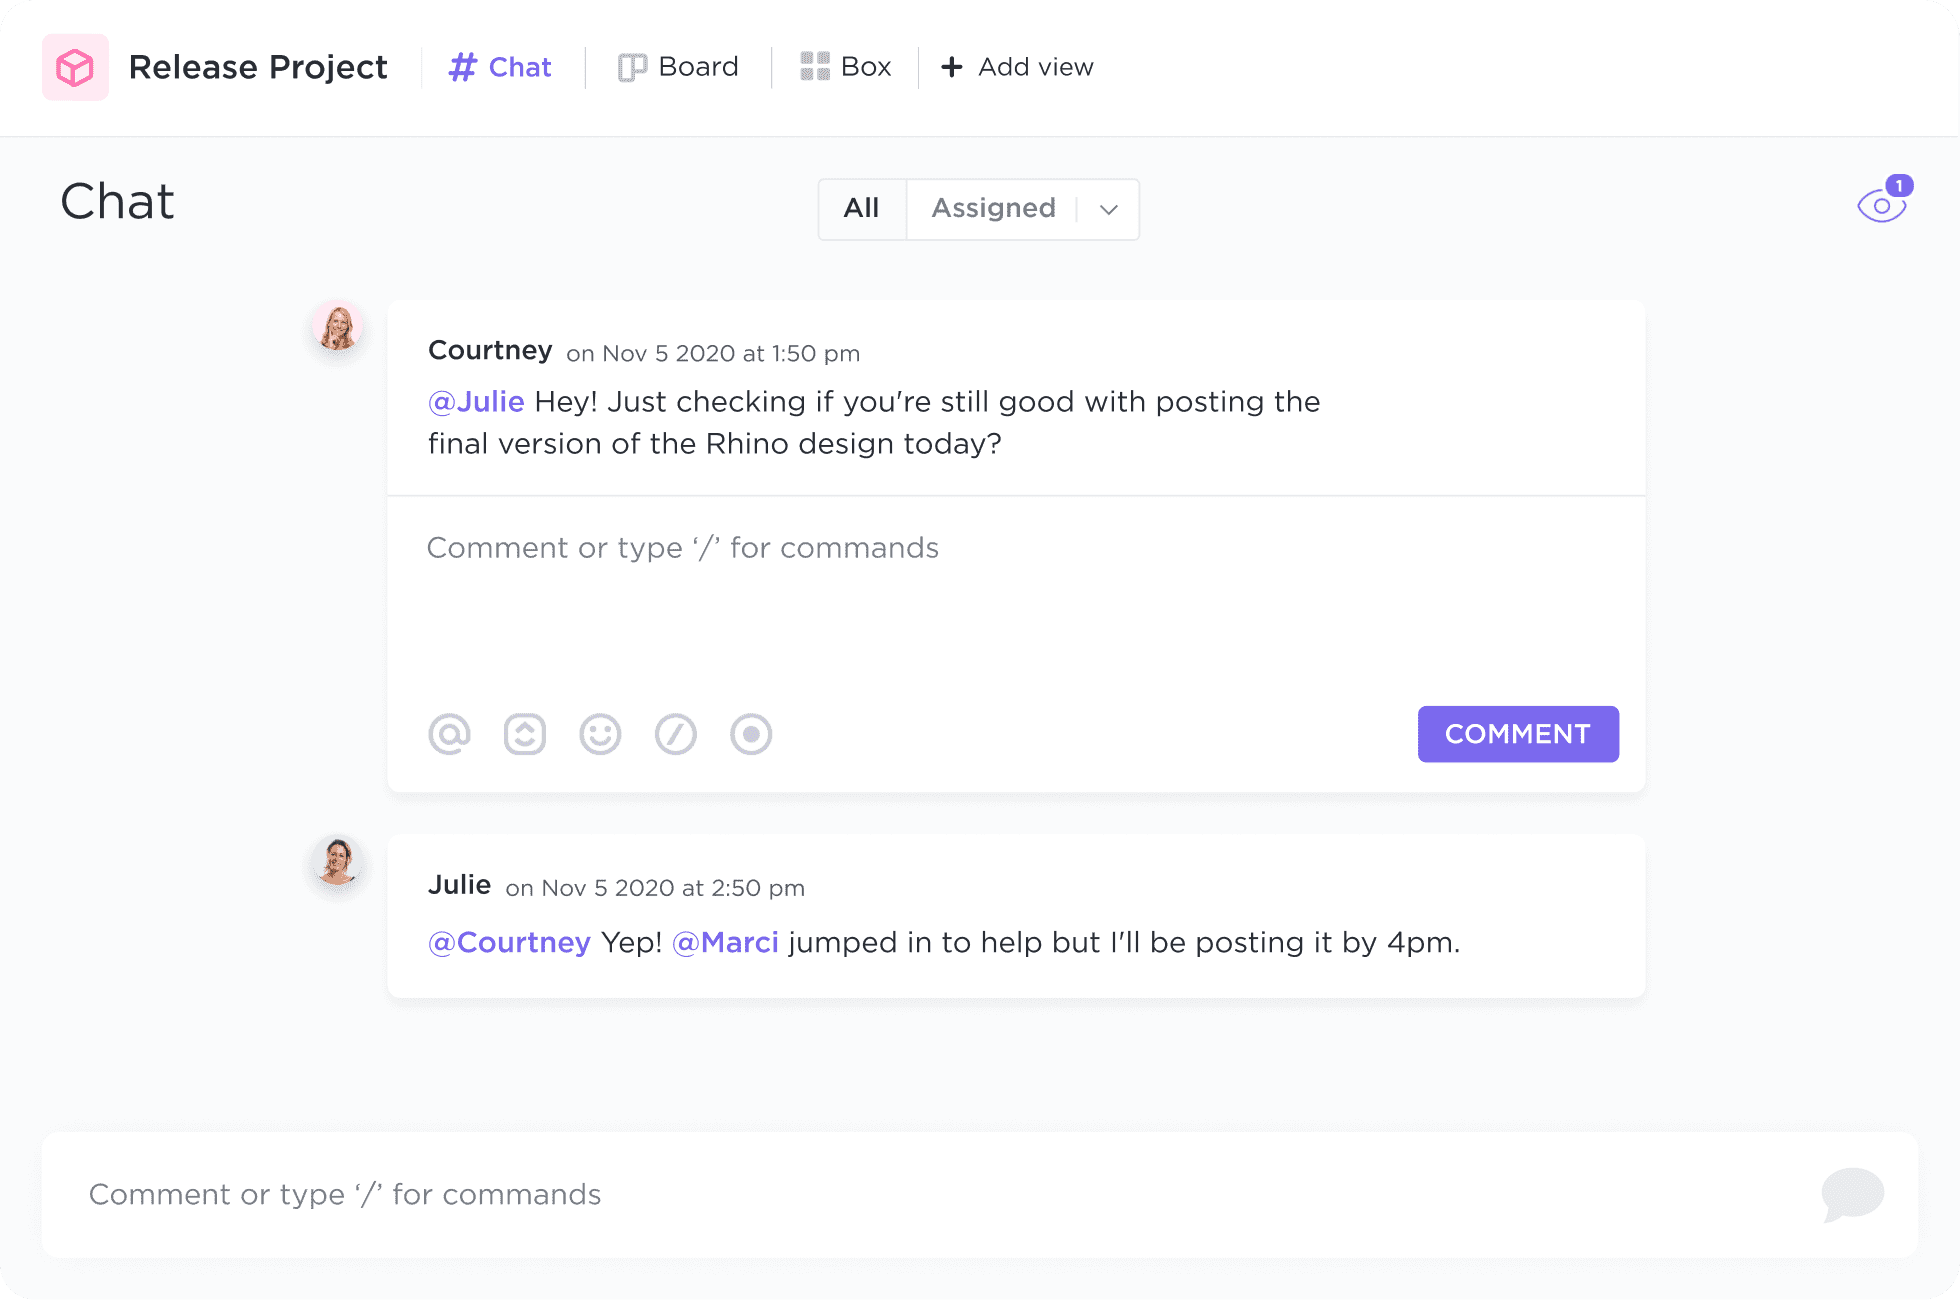 Release Project
# Chat
Board
Box
+ Add view
Chat
All
Assigned
1
Courtney on Nov 5 2020 at 1:50 pm
@Julie Hey! Just checking if you're still good with posting the
final version of the Rhino design today?
Comment or type ‘/’ for commands
COMMENT
Julie on Nov 5 2020 at 2:50 pm
@Courtney Yep! @Marci jumped in to help but I'll be posting it by 4pm.
Comment or type ‘/’ for commands